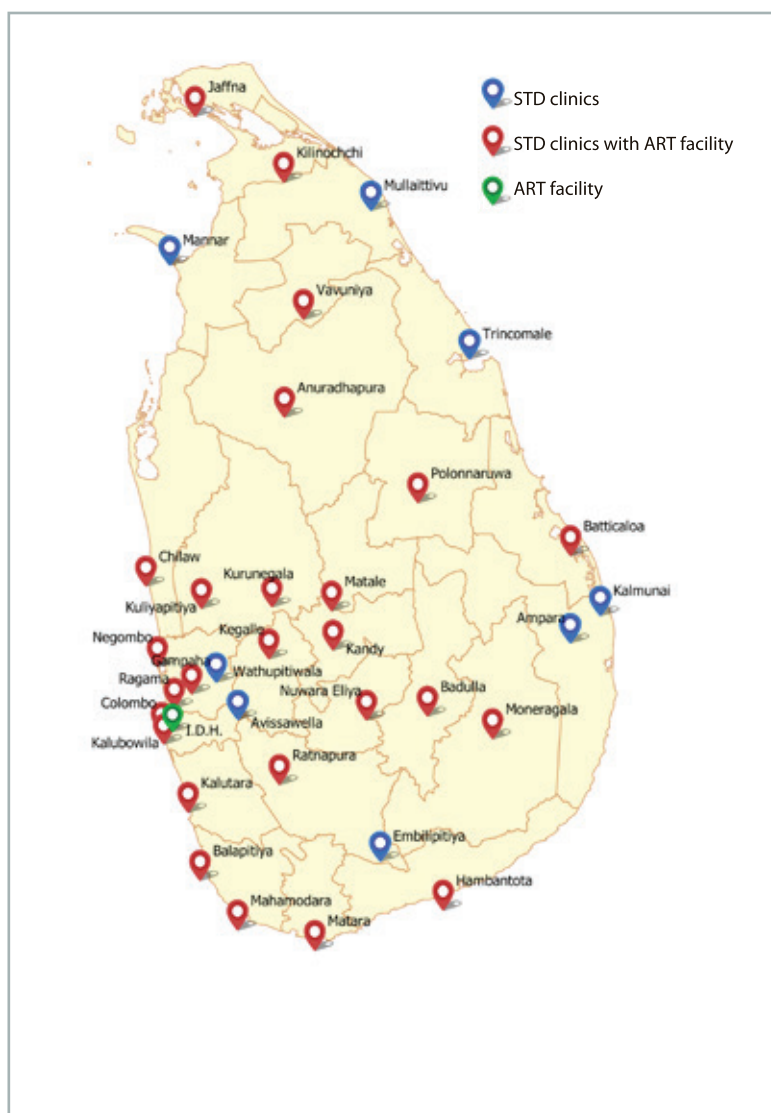 Jaffna
STD clinics
STD clinics with ART facility
Kilinochchi
Mullaittivu
ART facility
Mannar
Vavuniya
Trincomale
Anuradhapura
Polonnaruwa
Batticaloa
Chilaw
Kurunegala
Matale
Kalmunai
Kuliyapitiya
Ampara
Kegalle
Negombo
Kandy
Gampaha
Wathupitiwala
Ragama
Nuwara Eliya
Badulla
Colombo
Moneragala
Avissawella
I.D.H.
Kalubowila
Ratnapura
Kalutara
Embilipitiya
Balapitiya
Hambantota
Mahamodara
Matara